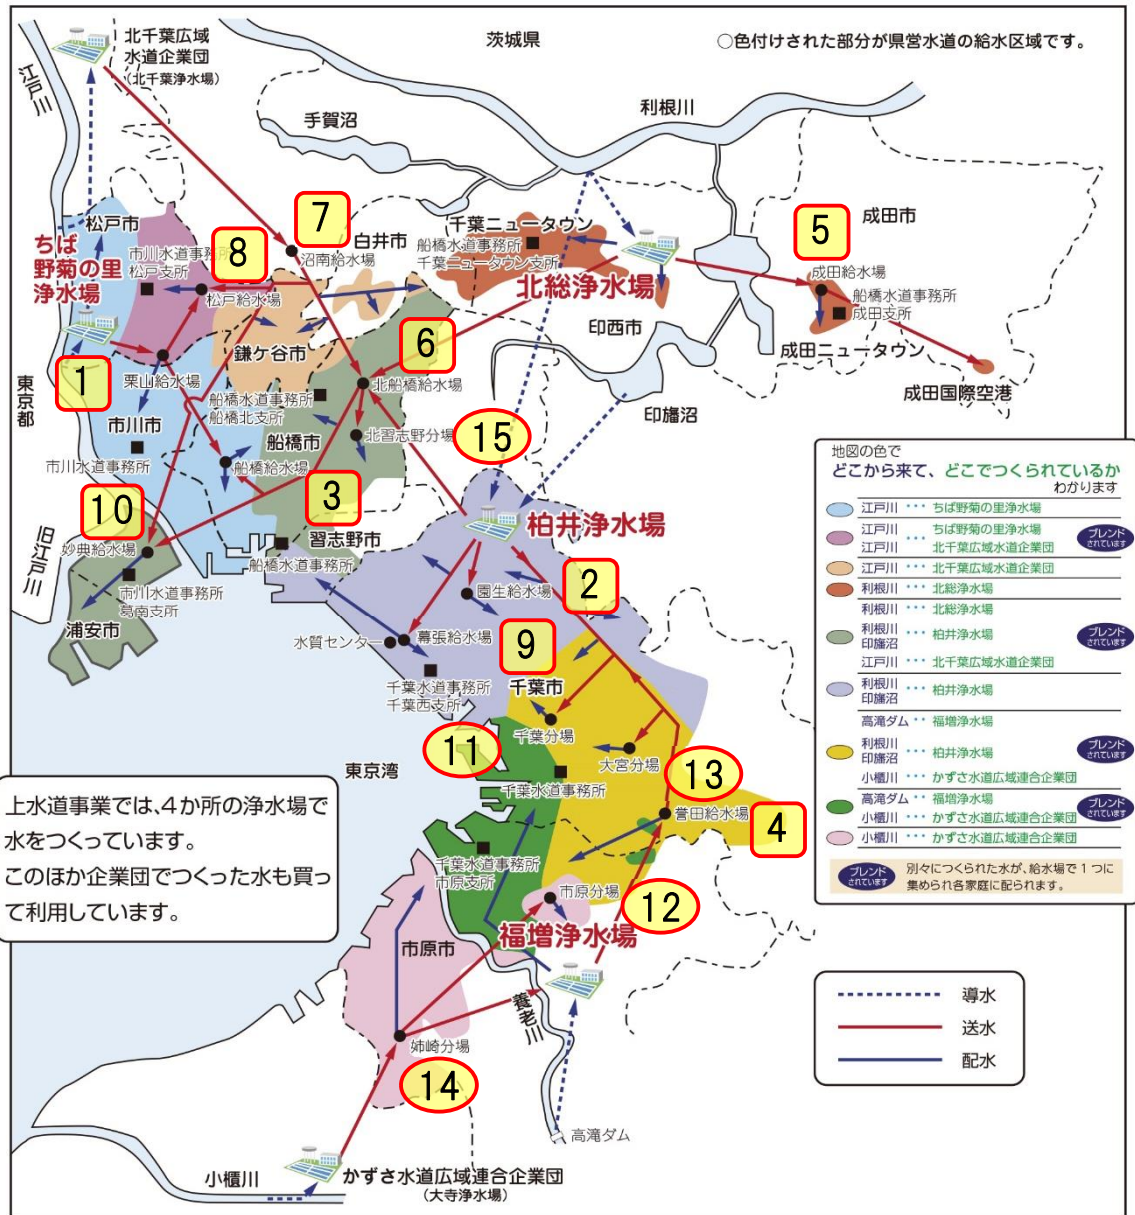 北千葉広域
水道企業団
(北千葉浄水場)
茨城県
○色付けされた部分が県営水道の給水区域です。
江戸川
手賀沼
利根川
松戸市
ちば
野菊の里
浄水場
市川水道事務所
松戸支所
8
7
沼南給水場
白井市
千葉ニュータウン
船橋水道事務所
千葉ニュータウン支所
北総浄水場
5
成田市
成田給水場
船橋水道事務所
成田支所
松戸給水場
鎌ケ谷市
6
印西市
成田ニュータウン
成田国際空港
1
東京都
栗山給水場
北船橋給水場
船橋水道事務所
船橋北支所
印旛沼
市川市
市川水道事務所
船橋市
北習志野分場
15
船橋給水場
3
10
旧江戸川
妙典給水場
習志野市
柏井浄水場
船橋水道事務所
市川水道事務所
葛南支所
浦安市
園生給水場
2
水質センター
幕張給水場
9
千葉水道事務所
千葉西支所
千葉市
千葉分場
11
東京湾
大宮分場
13
千葉水道事務所
誉田給水場
4
千葉水道事務所
市原支所
市原分場
12
福増浄水場
市原市
養老川
姉崎分場
14
高滝ダム
小櫃川
かずさ水道広域連合企業団
(大寺浄水場)
上水道事業では、4か所の浄水場で
水をつくっています。
このほか企業団でつくった水も買っ
て利用しています。
地図の色で
どこから来て、どこでつくられているか
わかります
江戸川 ・・・ ちば野菊の里浄水場
江戸川 ちば野菊の里浄水場
江戸川 ・・・ 北千葉広域水道企業団
ブレンド
されています
江戸川 ・・・ 北千葉広域水道企業団
利根川 ・・・ 北総浄水場
利根川 ・・・ 北総浄水場
利根川
印旛沼 ・・・ 柏井浄水場
ブレンド
されています
江戸川 ・・・ 北千葉広域水道企業団
利根川
印旛沼 ・・・ 柏井浄水場
高滝ダム ・・ 福増浄水場
利根川
印旛沼 ・・・ 柏井浄水場
ブレンド
されています
小櫃川 ・・・ かずさ水道広域連合企業団
高滝ダム ・・ 福増浄水場
小櫃川 ・・・ かずさ水道広域連合企業団
ブレンド
されています
小櫃川 ・・・ かずさ水道広域連合企業団
ブレンド
されています
別々につくられた水が、給水場で1つに
集められ各家庭に配られます。
導水
送水
配水